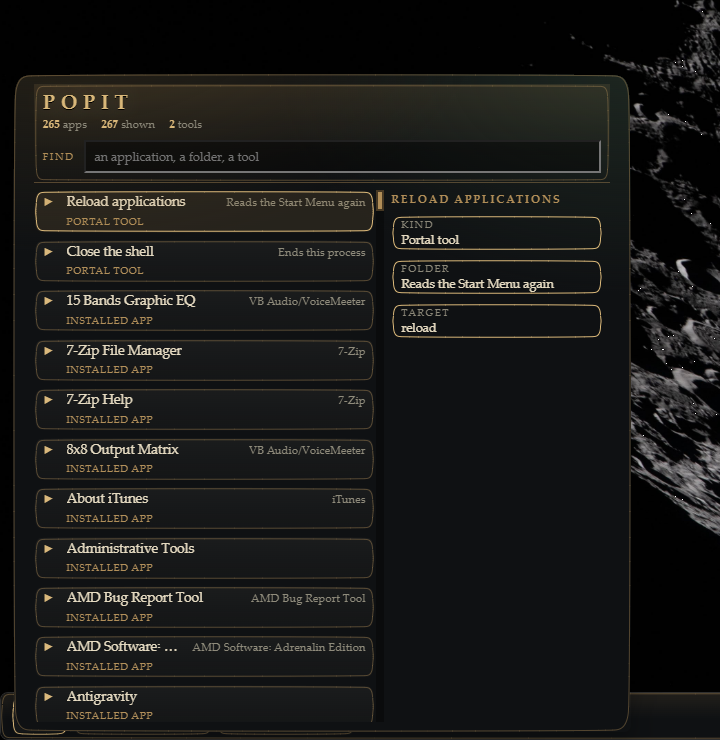 POPIT
265 apps 267 shown 2 tools
FIND an application, a folder, a tool
Reload applications Reads the Start Menu again
PORTAL TOOL
Close the shell Ends this process
PORTAL TOOL
15 Bands Graphic EQ VB Audio/VoiceMeeter
INSTALLED APP
7-Zip File Manager 7-Zip
INSTALLED APP
7-Zip Help 7-Zip
INSTALLED APP
8x8 Output Matrix VB Audio/VoiceMeeter
INSTALLED APP
About iTunes iTunes
INSTALLED APP
Administrative Tools
INSTALLED APP
AMD Bug Report Tool AMD Bug Report Tool
INSTALLED APP
AMD Software: ... AMD Software: Adrenalin Edition
INSTALLED APP
Antigravity
INSTALLED APP
RELOAD APPLICATIONS
KIND
Portal tool
FOLDER
Reads the Start Menu again
TARGET
reload